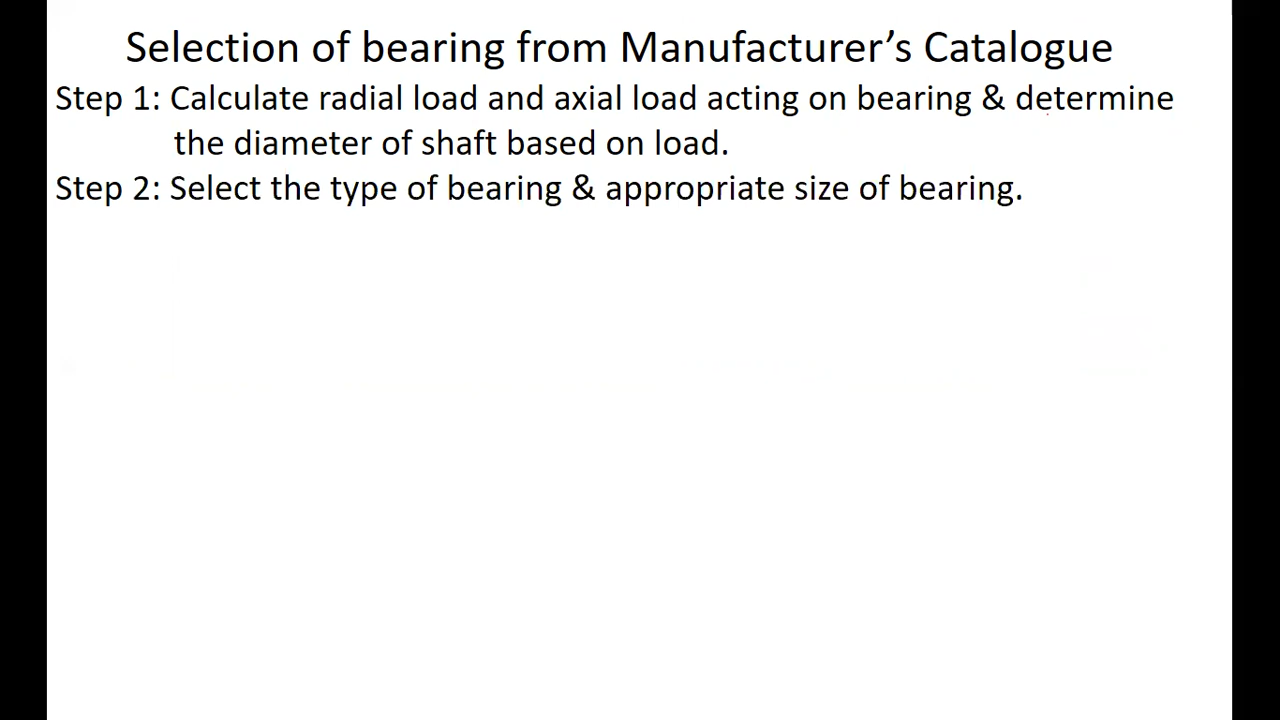 Selection of bearing from Manufacturer’s Catalogue
Step 1: Calculate radial load and axial load acting on bearing & determine
the diameter of shaft based on load.
Step 2: Select the type of bearing & appropriate size of bearing.